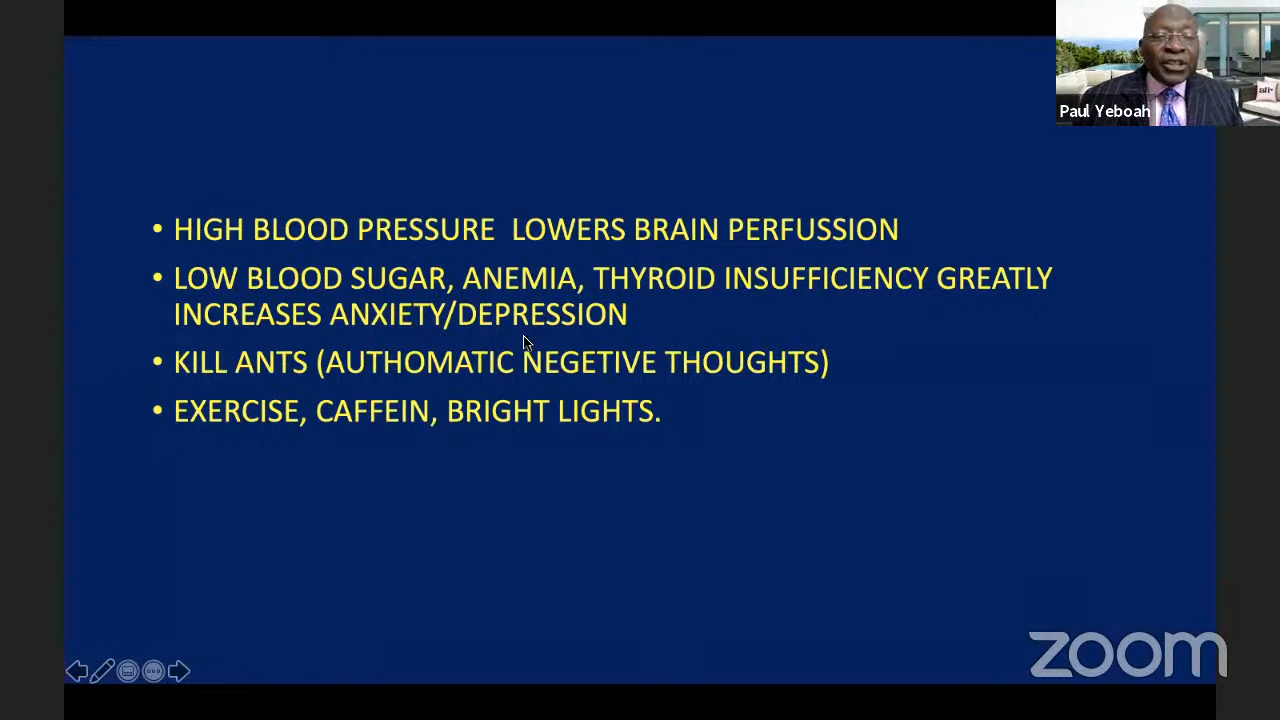 Paul Yeboah
• HIGH BLOOD PRESSURE LOWERS BRAIN PERFUSSION
• LOW BLOOD SUGAR, ANEMIA, THYROID INSUFFICIENCY GREATLY
INCREASES ANXIETY/DEPRESSION
• KILL ANTS (AUTHOMATIC NEGETIVE THOUGHTS)
• EXERCISE, CAFFEIN, BRIGHT LIGHTS.
zoom